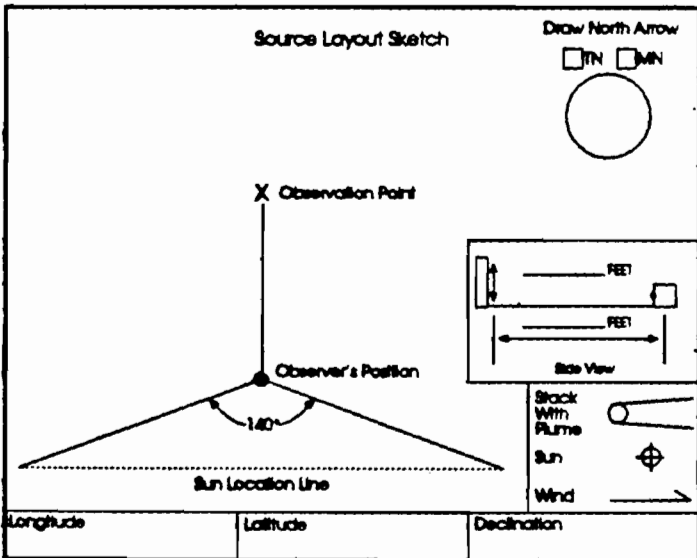 Source Layout Sketch
Draw North Arrow
TN MN
X Observation Point
FEET
FEET
Side View
Observer's Position
140°
Sun Location Line
Stack
With
Plume
Sun
Wind
Longitude
Latitude
Declination